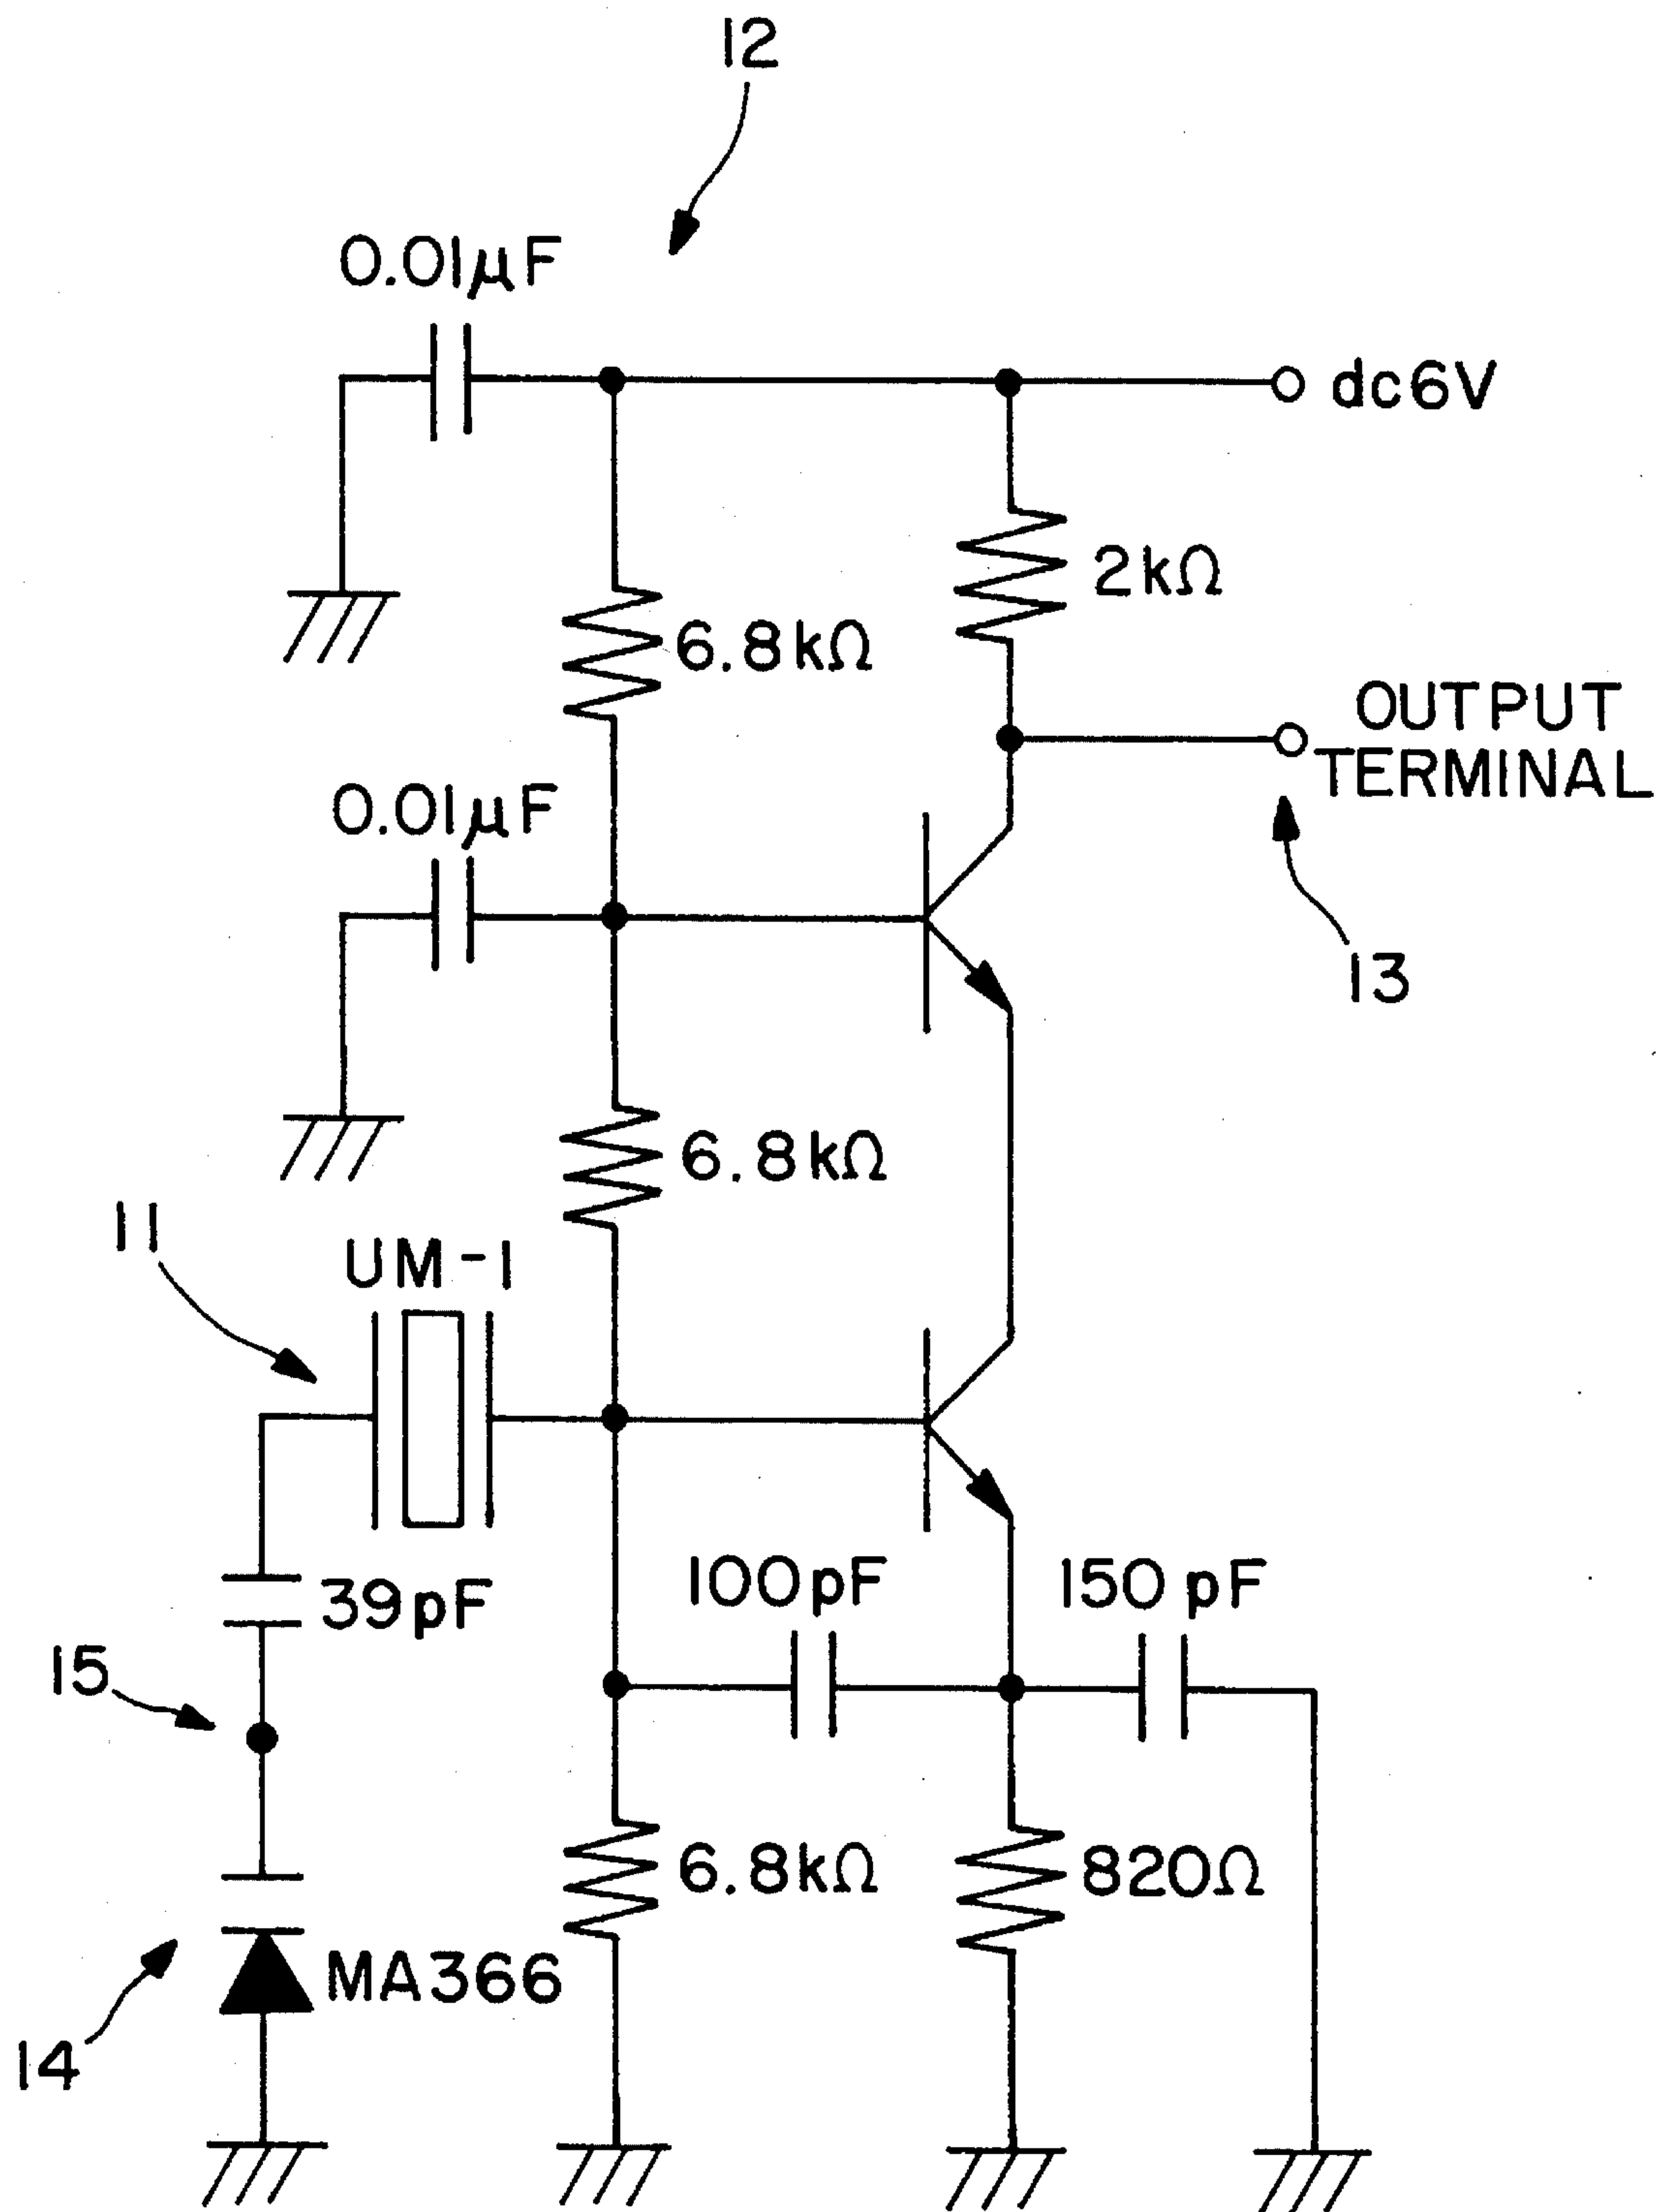 12
0.01μF
dc6V
2kΩ
6.8kΩ
OUTPUT
TERMINAL
0.01μF
13
6.8kΩ
11
UM-1
100pF
150pF
39pF
15
6.8kΩ
820Ω
MA366
14